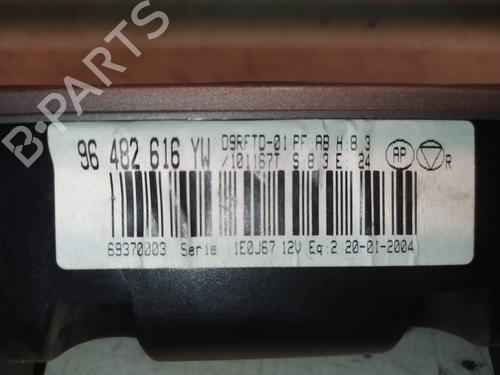 B-PARTS
96 482 616 YW D9RFTD-01 PF.AB H:8.3
/101167T S:8.3 E:24 AP R
69370003 Serie 1E0J67 12V Eq:2 20-01-2004